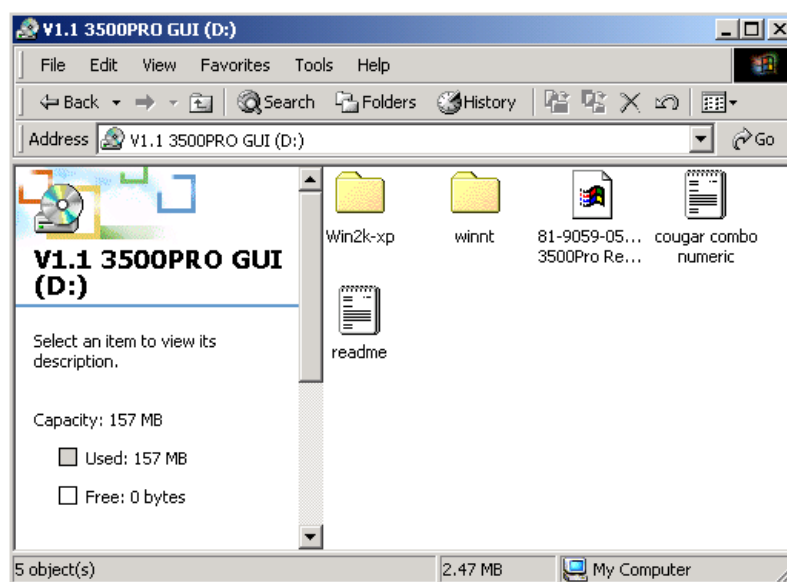 V1.1 3500PRO GUI (D:)
File Edit View Favorites Tools Help
Back Search Folders History
Address V1.1 3500PRO GUI (D:) Go
V1.1 3500PRO GUI
(D:)
Select an item to view its
description.
Capacity: 157 MB
Used: 157 MB
Free: 0 bytes
Win2k-xp
winnt
81-9059-05...
3500Pro Re...
cougar combo
numeric
readme
5 object(s) 2.47 MB My Computer